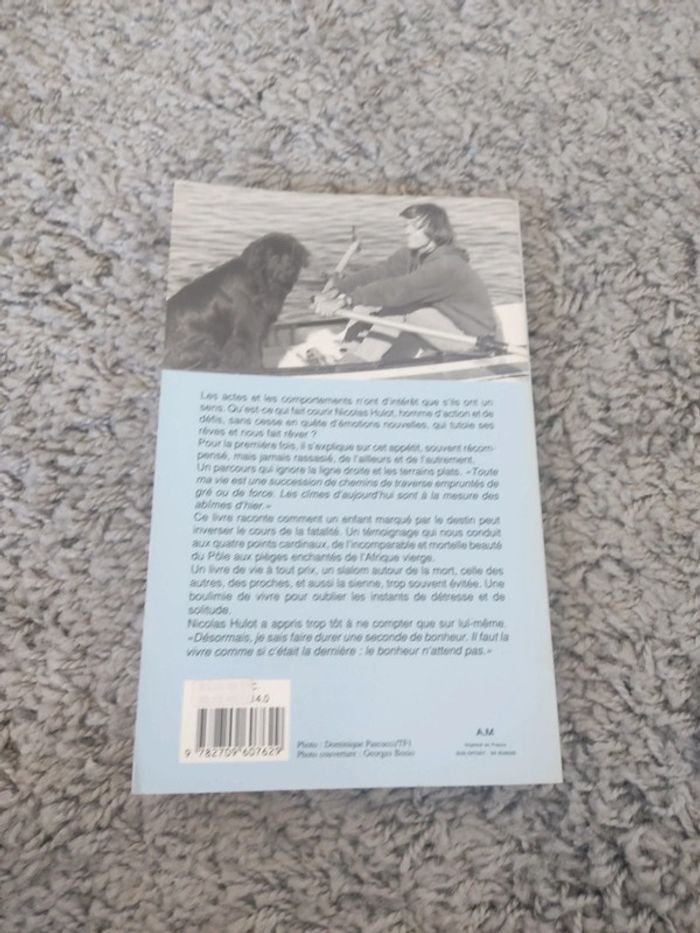 Les actes et les comportements n'ont d'intérêt que s'ils ont un
sens. Qu'est-ce qui fait courir Nicolas Hulot, homme d'action et de
défis, sans cesse en quête d'émotions nouvelles, qui tutoie ses
rêves et nous fait rêver ?
Pour la première fois, il s'explique sur cet appétit, souvent récom-
pensé, mais jamais rassasié, de l'ailleurs et de l'autrement.
Un parcours qui ignore la ligne droite et les terrains plats. «Toute
ma vie est une succession de chemins de traverse empruntés de
gré ou de force. Les cîmes d'aujourd'hui sont à la mesure des
abîmes d'hier.»
Ce livre raconte comment un enfant marqué par le destin peut
inverser le cours de la fatalité. Un témoignage qui nous conduit
aux quatre points cardinaux, de l'incomparable et mortelle beauté
du Pôle aux pièges enchantés de l'Afrique vierge.
Un livre de vie à tout prix, un slalom autour de la mort, celle des
autres, des proches, et aussi la sienne, trop souvent évitée. Une
boulimie de vivre pour oublier les instants de détresse et de
solitude.
Nicolas Hulot a appris trop tôt à ne compter que sur lui-même.
«Désormais, je sais faire durer une seconde de bonheur. Il faut la
vivre comme si c'était la dernière : le bonheur n'attend pas.»
9 782709 607629
Photo : Dominique /TF1
Photo couverture : Georges
A.M
Imprimé en France